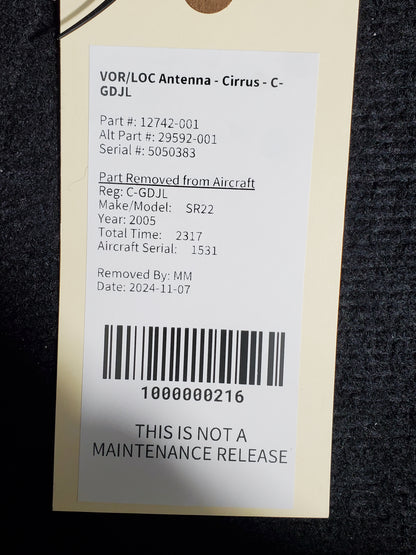 VOR/LOC Antenna - Cirrus - C-
GDJL
Part #: 12742-001
Alt Part #: 29592-001
Serial #: 5050383
Part Removed from Aircraft
Reg: C-GDJL
Make/Model: SR22
Year: 2005
Total Time: 2317
Aircraft Serial: 1531
Removed By: MM
Date: 2024-11-07
1000000216
THIS IS NOT A
MAINTENANCE RELEASE